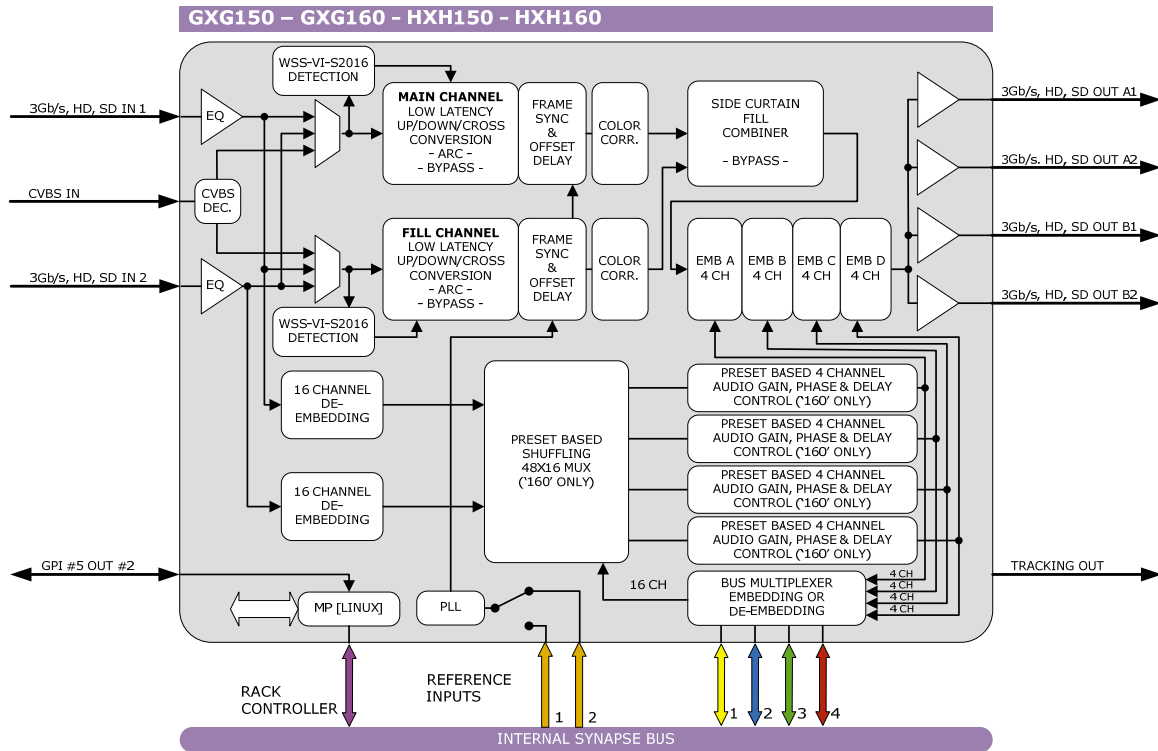 GXG150 – GXG160 - HXH150 - HXH160
WSS-VI-S2016
DETECTION
MAIN CHANNEL
LOW LATENCY
UP/DOWN/CROSS
CONVERSION
- ARC -
- BYPASS -
FRAME
SYNC
&
OFFSET
DELAY
COLOR
CORR.
SIDE CURTAIN
FILL
COMBINER
- BYPASS -
3Gb/s, HD, SD IN 1
EQ
CVBS IN
CVBS
DEC.
3Gb/s, HD, SD IN 2
EQ
3Gb/s, HD, SD OUT A1
3Gb/s. HD, SD OUT A2
3Gb/s, HD, SD OUT B1
3Gb/s, HD, SD OUT B2
FILL CHANNEL
LOW LATENCY
UP/DOWN/CROSS
CONVERSION
- ARC -
- BYPASS -
FRAME
SYNC
&
OFFSET
DELAY
COLOR
CORR.
EMB A
4 CH
EMB B
4 CH
EMB C
4 CH
EMB D
4 CH
WSS-VI-S2016
DETECTION
16 CHANNEL
DE-
EMBEDDING
16 CHANNEL
DE-
EMBEDDING
PRESET BASED
SHUFFLING
48X16 MUX
(‘160’ ONLY)
PRESET BASED 4 CHANNEL
AUDIO GAIN, PHASE & DELAY
CONTROL (‘160’ ONLY)
PRESET BASED 4 CHANNEL
AUDIO GAIN, PHASE & DELAY
CONTROL (‘160’ ONLY)
PRESET BASED 4 CHANNEL
AUDIO GAIN, PHASE & DELAY
CONTROL (‘160’ ONLY)
PRESET BASED 4 CHANNEL
AUDIO GAIN, PHASE & DELAY
CONTROL (‘160’ ONLY)
GPI #5 OUT #2
TRACKING OUT
MP [LINUX]
PLL
16 CH
BUS MULTIPLEXER
EMBEDDING OR
DE-EMBEDDING
4 CH
4 CH
4 CH
4 CH
RACK
CONTROLLER
REFERENCE
INPUTS
1
2
1
2
3
4
INTERNAL SYNAPSE BUS